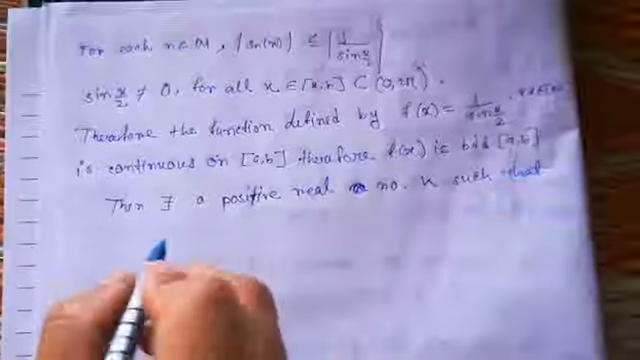 For each n∈N, |Sn(x)| ≤ |1/sin x/2|
sin x/2 ≠ 0, for all x ∈ [a,b] ⊂ (0,2π).
Therefore the function defined by f(x) = 1/sin x/2,
is continuous on [a,b] therefore f(x) is bdd [a,b]
Then ∃ a positive real no. K such that